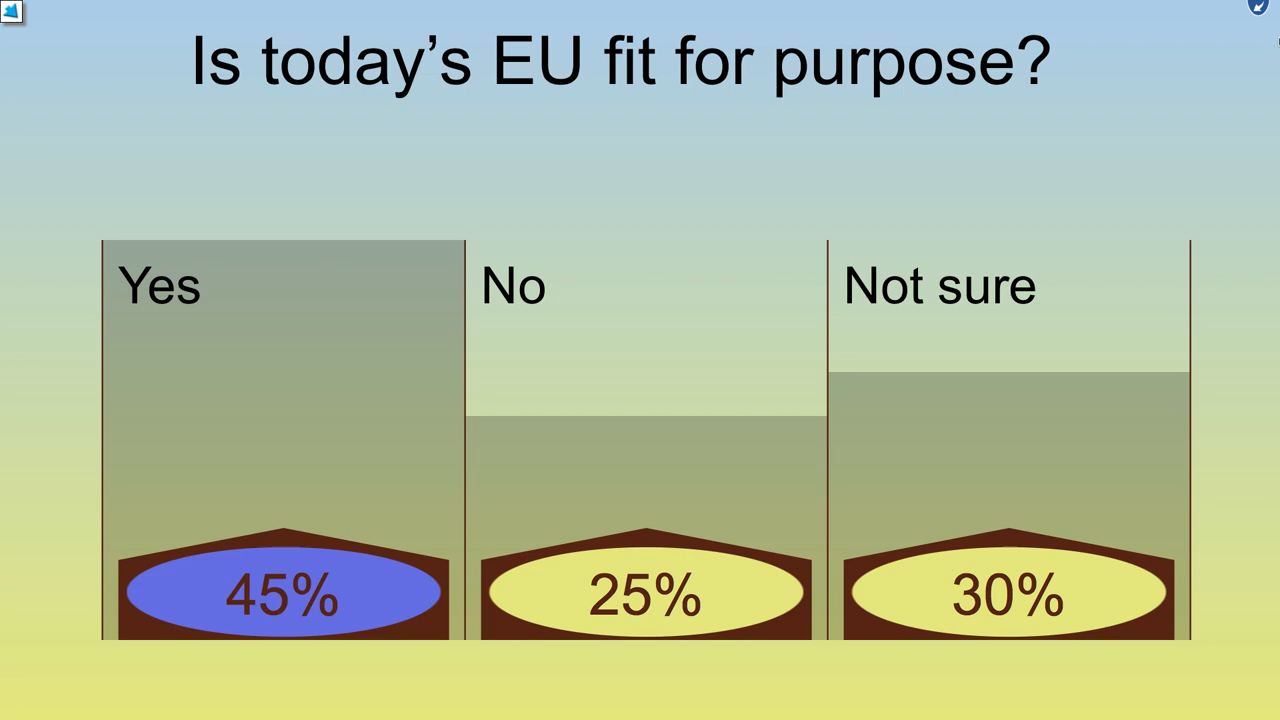 Is today’s EU fit for purpose?
Yes
No
Not sure
45%
25%
30%